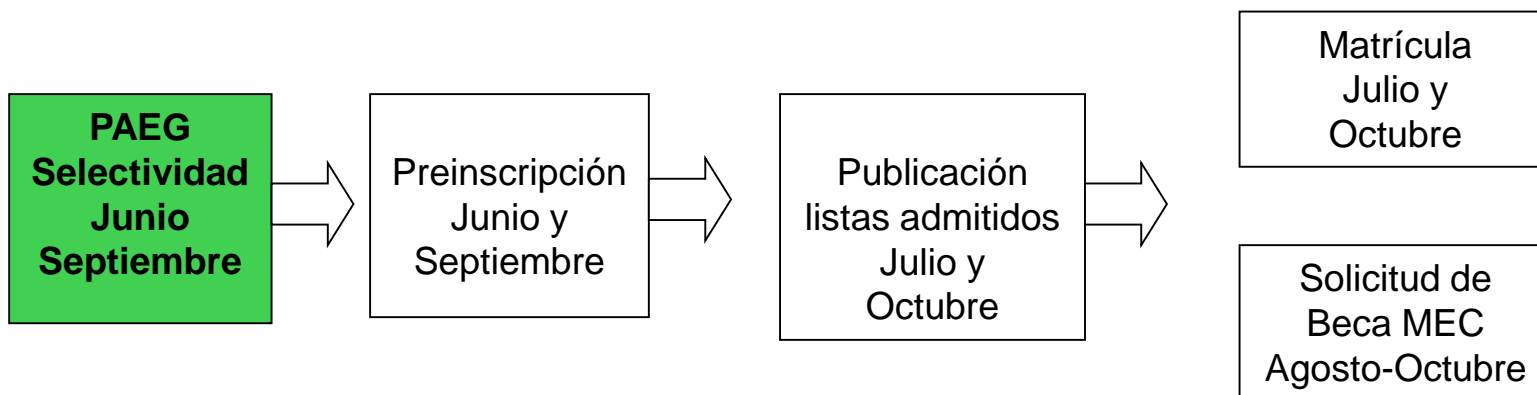 PAEG
Selectividad
Junio
Septiembre
Preinscripción
Junio y
Septiembre
Publicación
listas admitidos
Julio y
Octubre
Matrícula
Julio y
Octubre
Solicitud de
Beca MEC
Agosto-Octubre